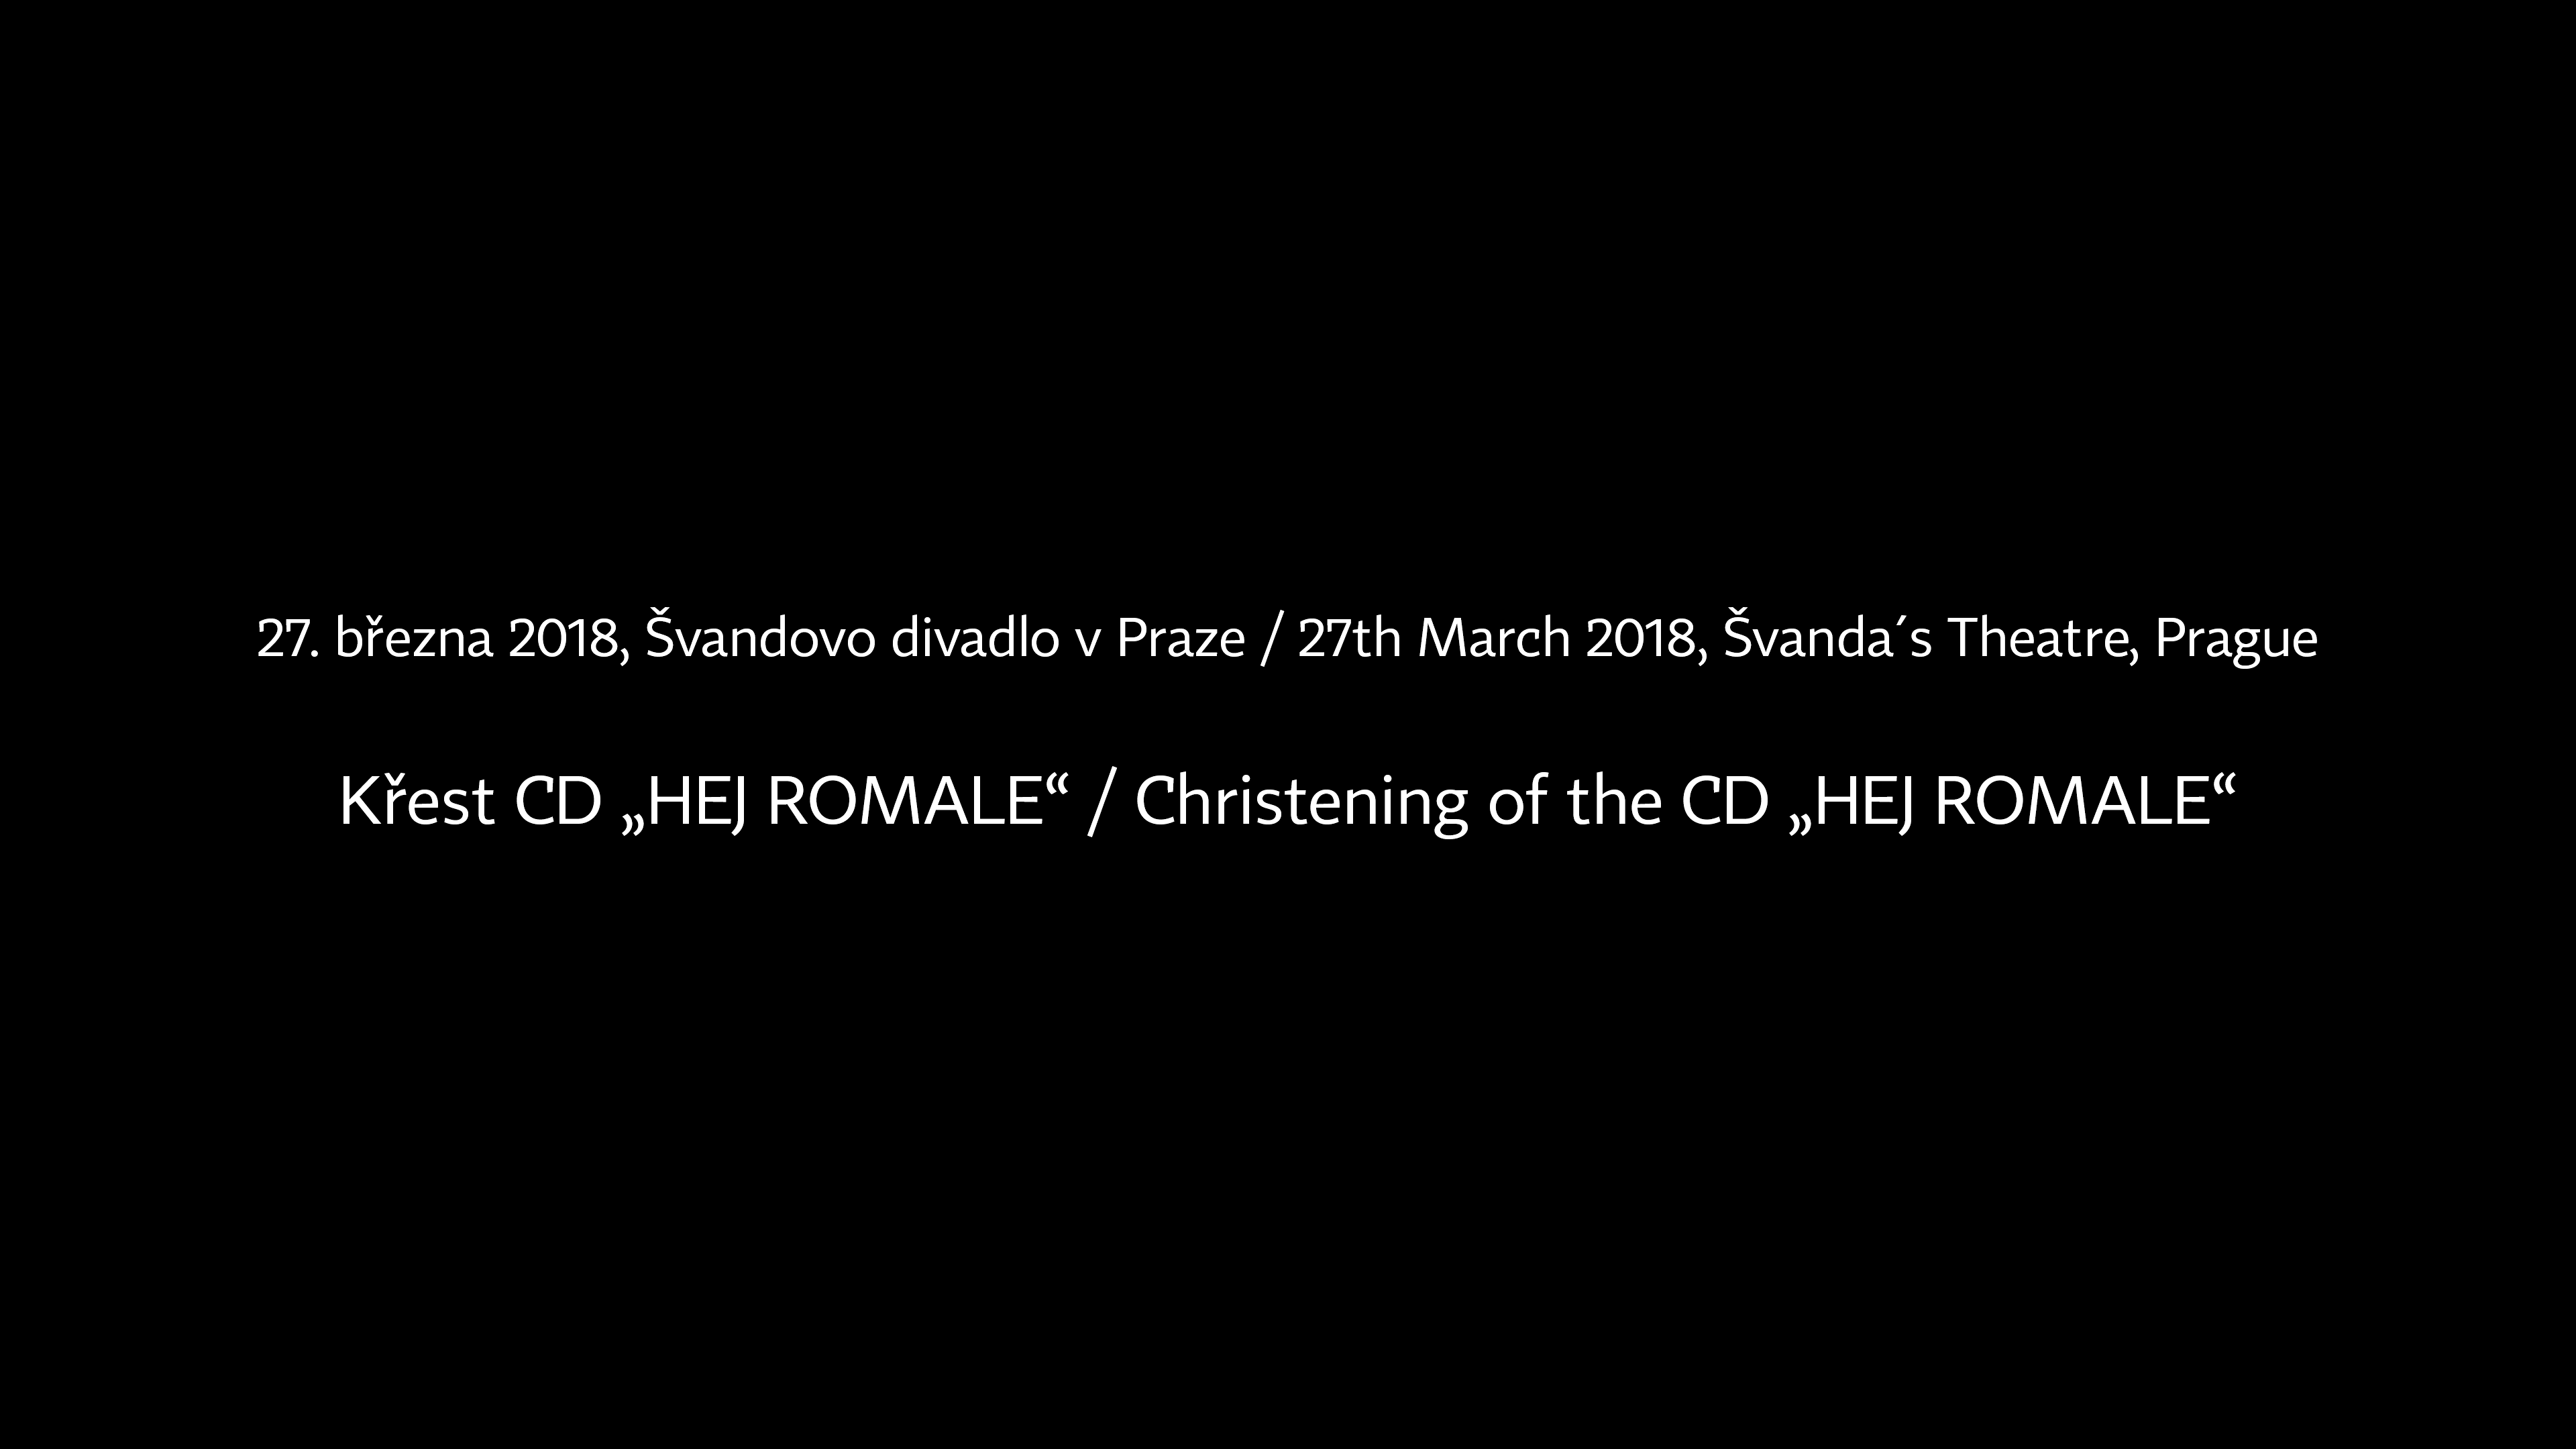 27. března 2018, Švandovo divadlo v Praze / 27th March 2018, Švanda´s Theatre, Prague
Křest CD „HEJ ROMALE“ / Christening of the CD „HEJ ROMALE“